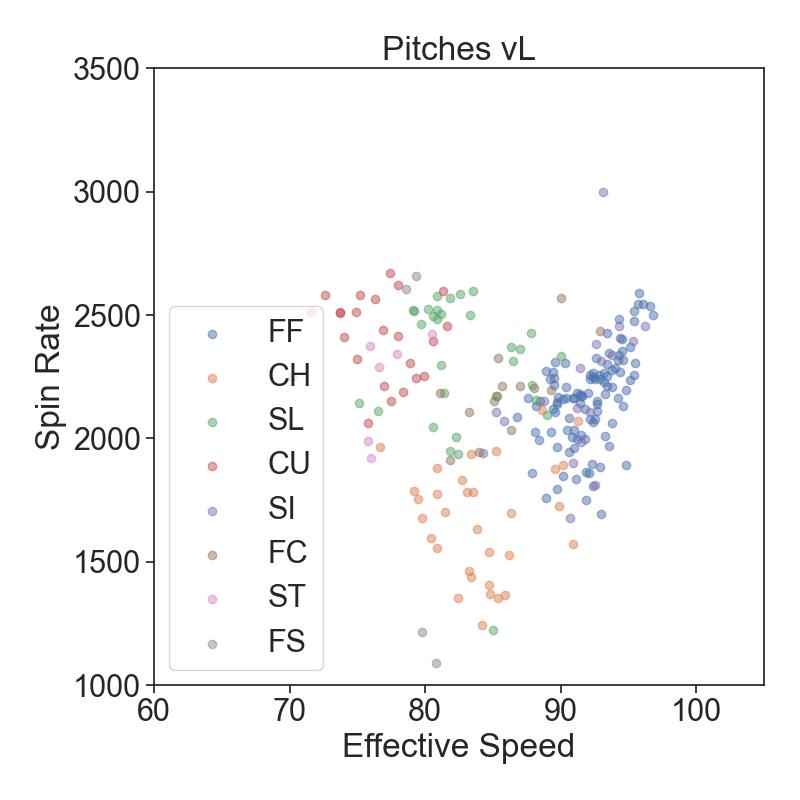 Pitches vL
3500
3000
2500
2000
1500
1000
Spin Rate
FF
CH
SL
CU
SI
FC
ST
FS
60
70
80
90
100
Effective Speed